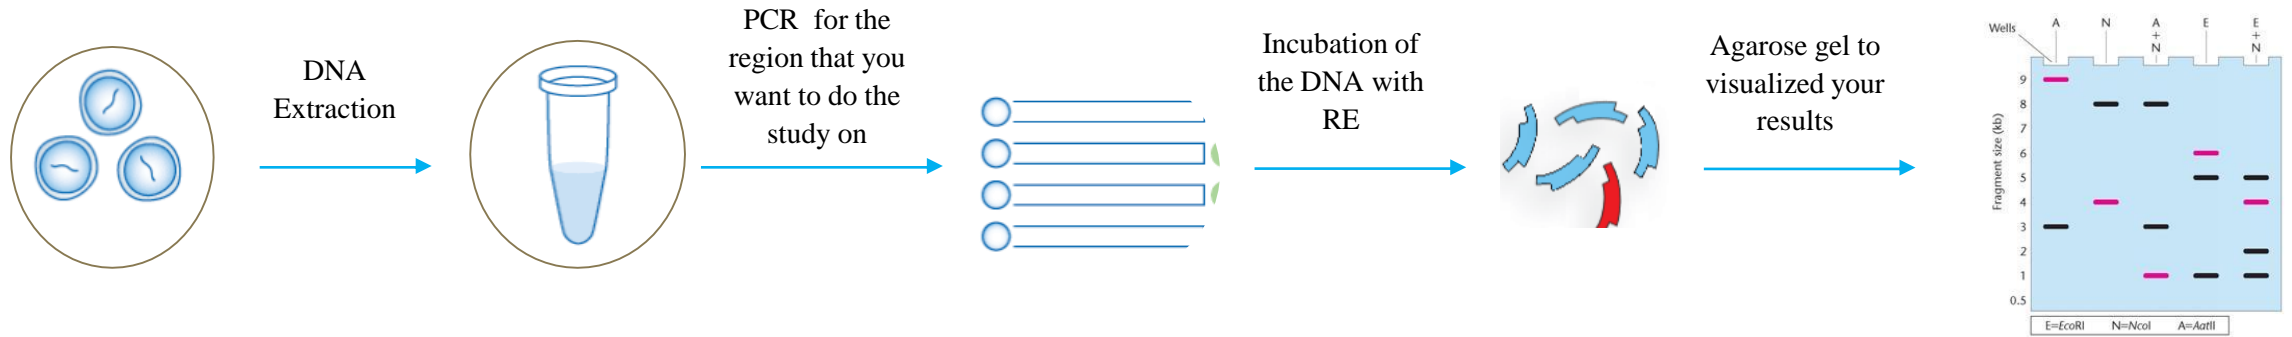 DNA
Extraction
PCR for the
region that you
want to do the
study on
Incubation of
the DNA with
RE
Agarose gel to
visualized your
results
Wells
A
N
A
+
N
E
E
+
N
Fragment size (kb)
9
8
7
6
5
4
3
2
1
0.5
E=EcoRI N=NcoI A=AatII